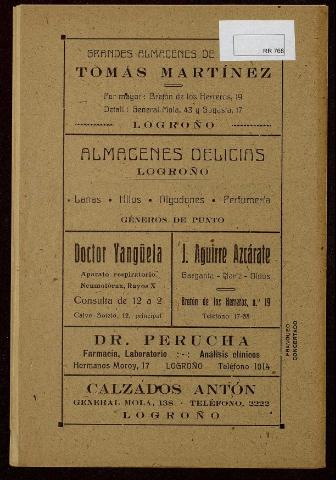 RR 766
GRANDES ALMACENES DE
TOMÁS MARTÍNEZ
Por mayor: Bretón de los Herreros, 19
Detall: General Mola, 43 y Sagasta, 17
LOGROÑO
ALMACENES DELICIAS
LOGROÑO
• Lanas • Hilos • Algodones • Perfumería
GÉNEROS DE PUNTO
Doctor Yangüela
Aparato respiratorio
Neumotórax, Rayos X
Consulta de 12 a 2
Calvo Sotelo, 12, principal
J. Aguirre Azcárate
Garganta - Nariz - Oídos
Bretón de los Herreros, n.º 19
Teléfono 17-55
DR. PERUCHA
Farmacia, Laboratorio :-: Análisis clínicos
Hermanos Moroy, 17 LOGROÑO Teléfono 1014
CALZADOS ANTÓN
GENERAL MOLA, 138 - TELÉFONO, 2222
LOGROÑO
FRANQUEO
CONCERTADO